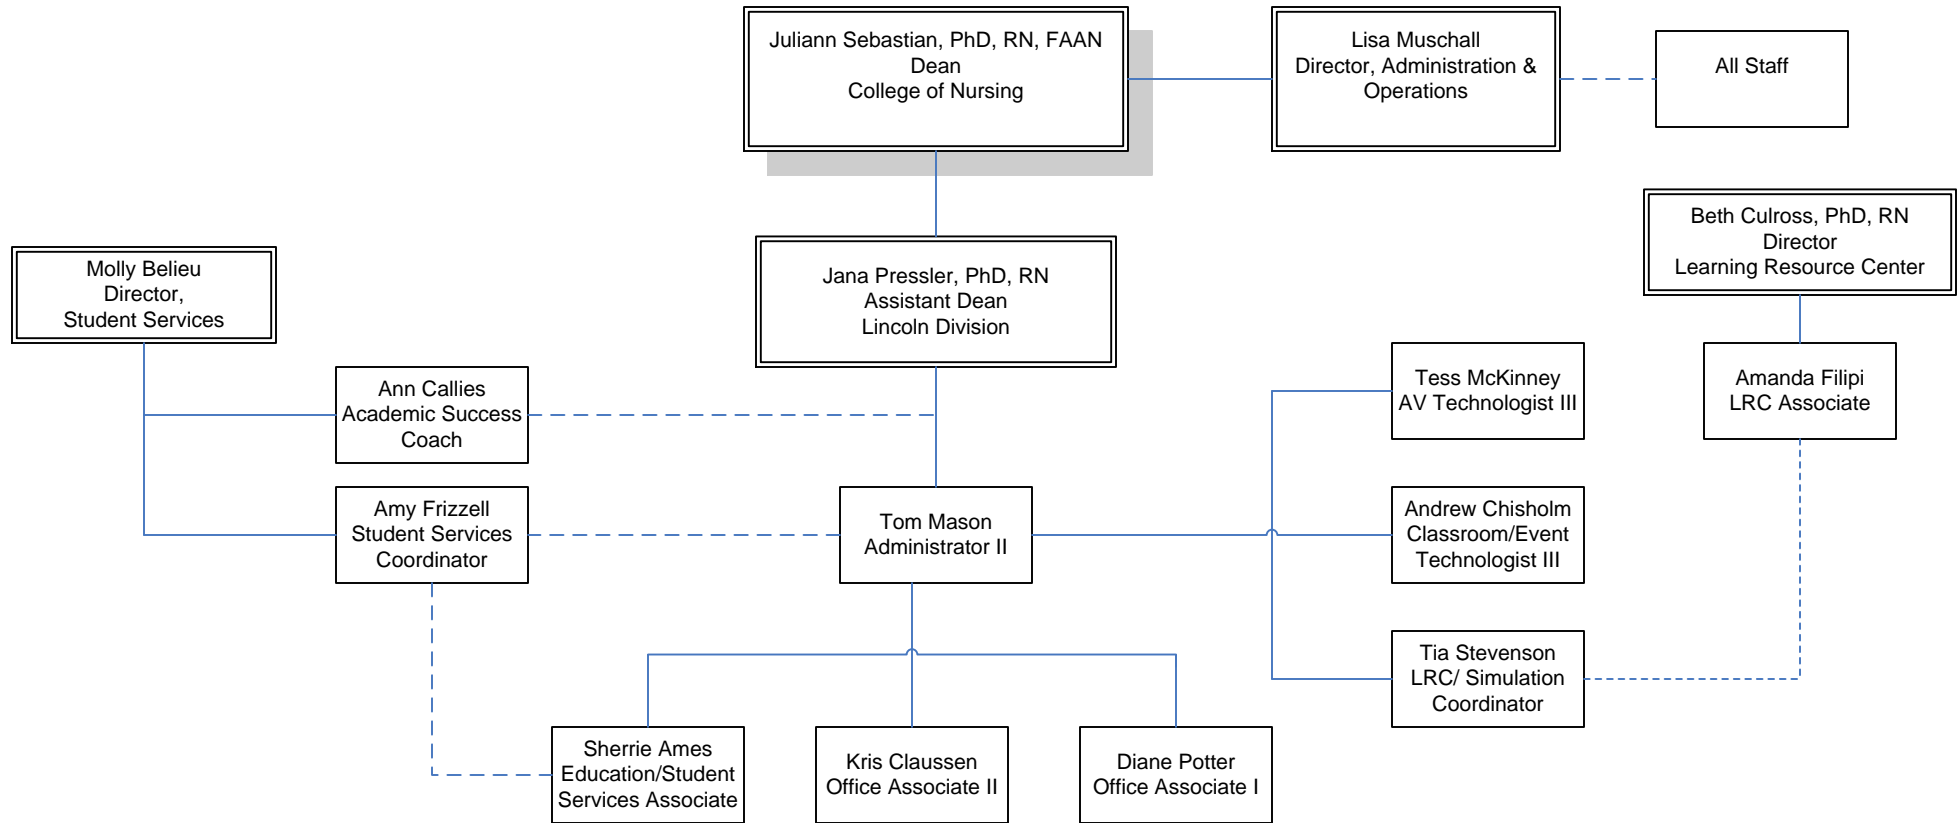 Juliann Sebastian, PhD, RN, FAAN
Dean
College of Nursing
Lisa Muschall
Director, Administration &
Operations
All Staff
Beth Culross, PhD, RN
Director
Learning Resource Center
Molly Belieu
Director,
Student Services
Jana Pressler, PhD, RN
Assistant Dean
Lincoln Division
Ann Callies
Academic Success
Coach
Tess McKinney
AV Technologist III
Amanda Filipi
LRC Associate
Amy Frizzell
Student Services
Coordinator
Tom Mason
Administrator II
Andrew Chisholm
Classroom/Event
Technologist III
Tia Stevenson
LRC/ Simulation
Coordinator
Sherrie Ames
Education/Student
Services Associate
Kris Claussen
Office Associate II
Diane Potter
Office Associate I